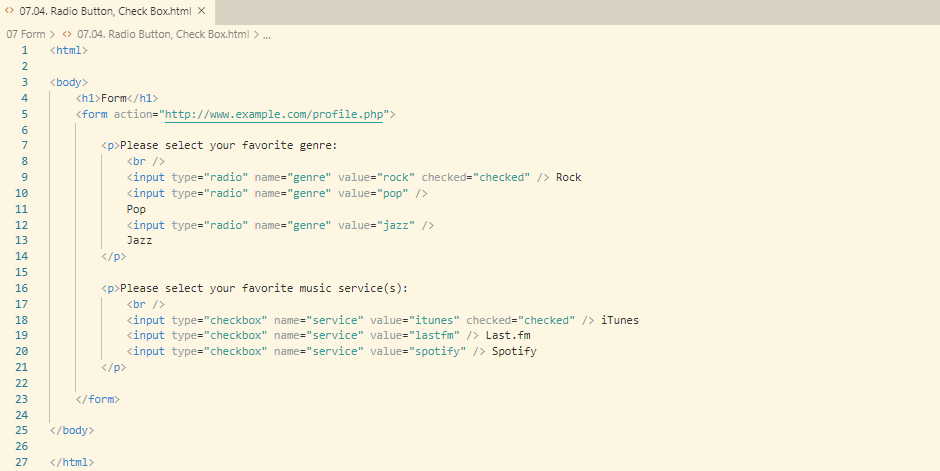 07.04. Radio Button, Check Box.html
07 Form > 07.04. Radio Button, Check Box.html > ...
1 <html>
2
3 <body>
4 <h1>Form</h1>
5 <form action="http://www.example.com/profile.php">
6
7 <p>Please select your favorite genre:
8 <br />
9 <input type="radio" name="genre" value="rock" checked="checked" /> Rock
10 <input type="radio" name="genre" value="pop" />
11 Pop
12 <input type="radio" name="genre" value="jazz" />
13 Jazz
14 </p>
15
16 <p>Please select your favorite music service(s):
17 <br />
18 <input type="checkbox" name="service" value="itunes" checked="checked" /> iTunes
19 <input type="checkbox" name="service" value="lastfm" /> Last.fm
20 <input type="checkbox" name="service" value="spotify" /> Spotify
21 </p>
22
23 </form>
24
25 </body>
26
27 </html>